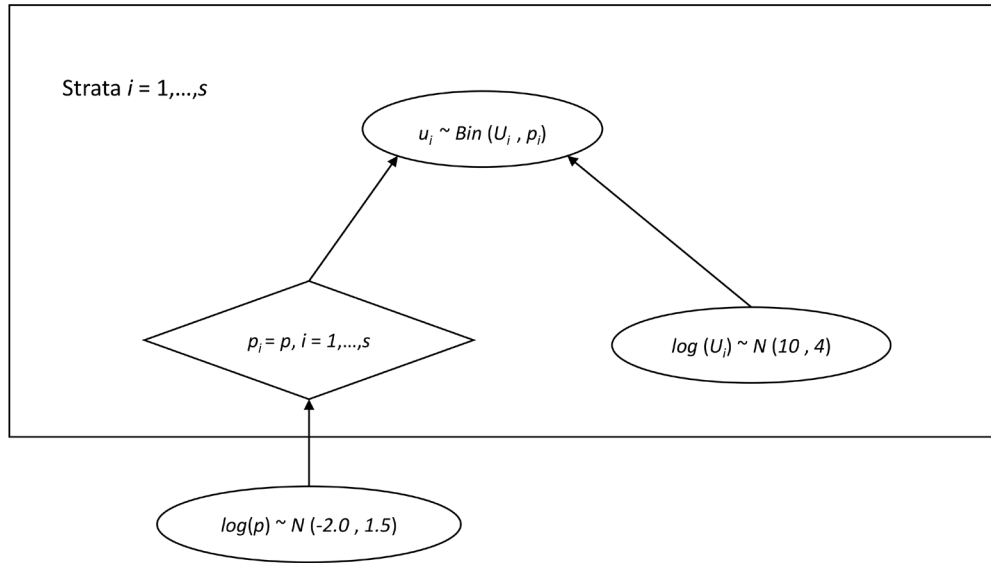 Strata i = 1,...,s
u_i ~ Bin (U_i , p_i)
p_i = p, i = 1,...,s
log (U_i) ~ N (10 , 4)
log(p) ~ N (-2.0 , 1.5)